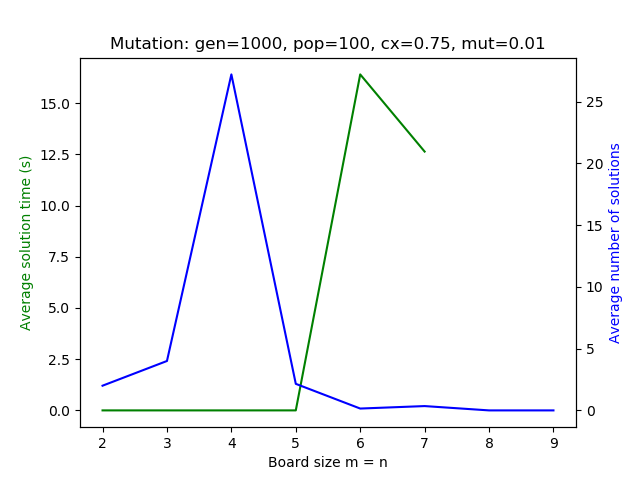 Mutation: gen=1000, pop=100, cx=0.75, mut=0.01
Average solution time (s)
15.0
12.5
10.0
7.5
5.0
2.5
0.0
25
20
15
10
5
0
Average number of solutions
2 3 4 5 6 7 8 9
Board size m = n